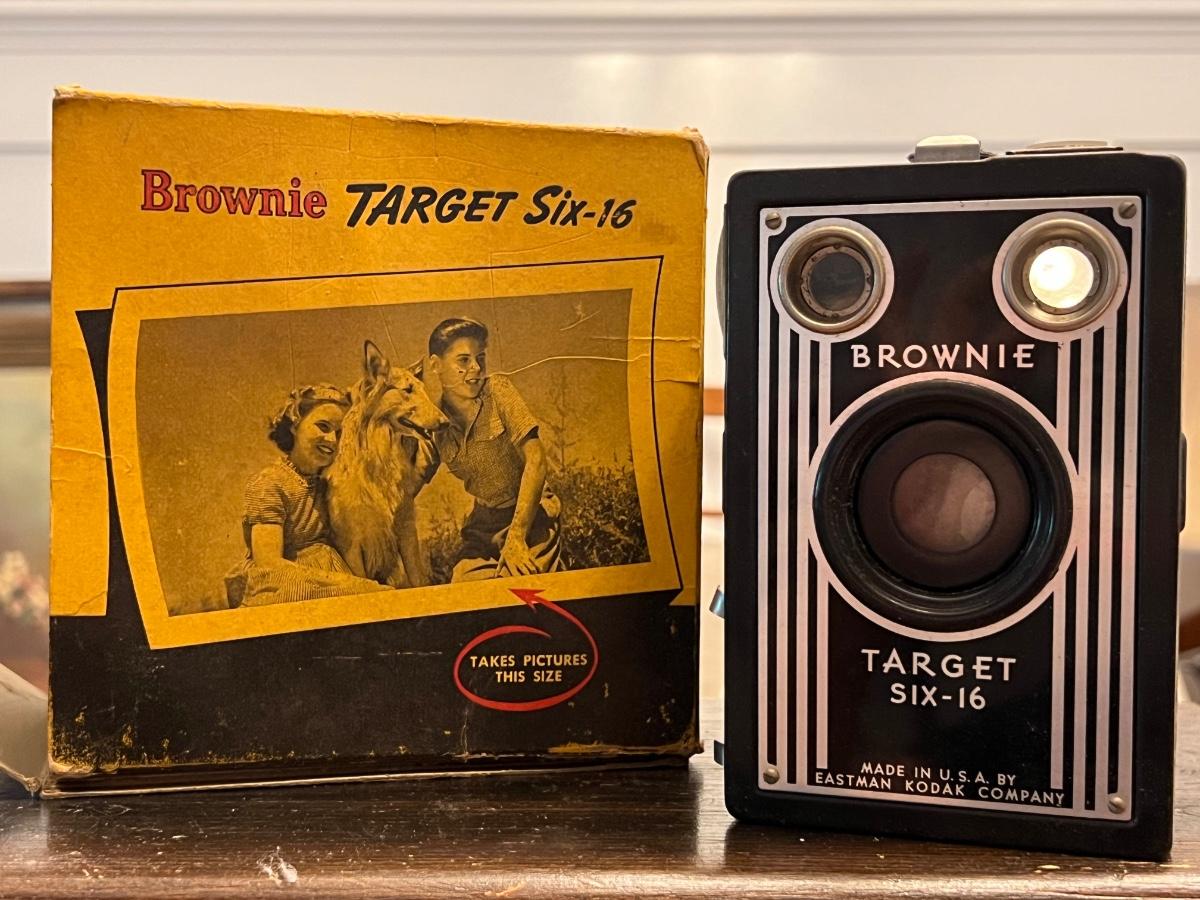 Brownie TARGET Six-16
TAKES PICTURES
THIS SIZE
BROWNIE
TARGET
SIX-16
MADE IN U.S.A. BY
EASTMAN KODAK COMPANY